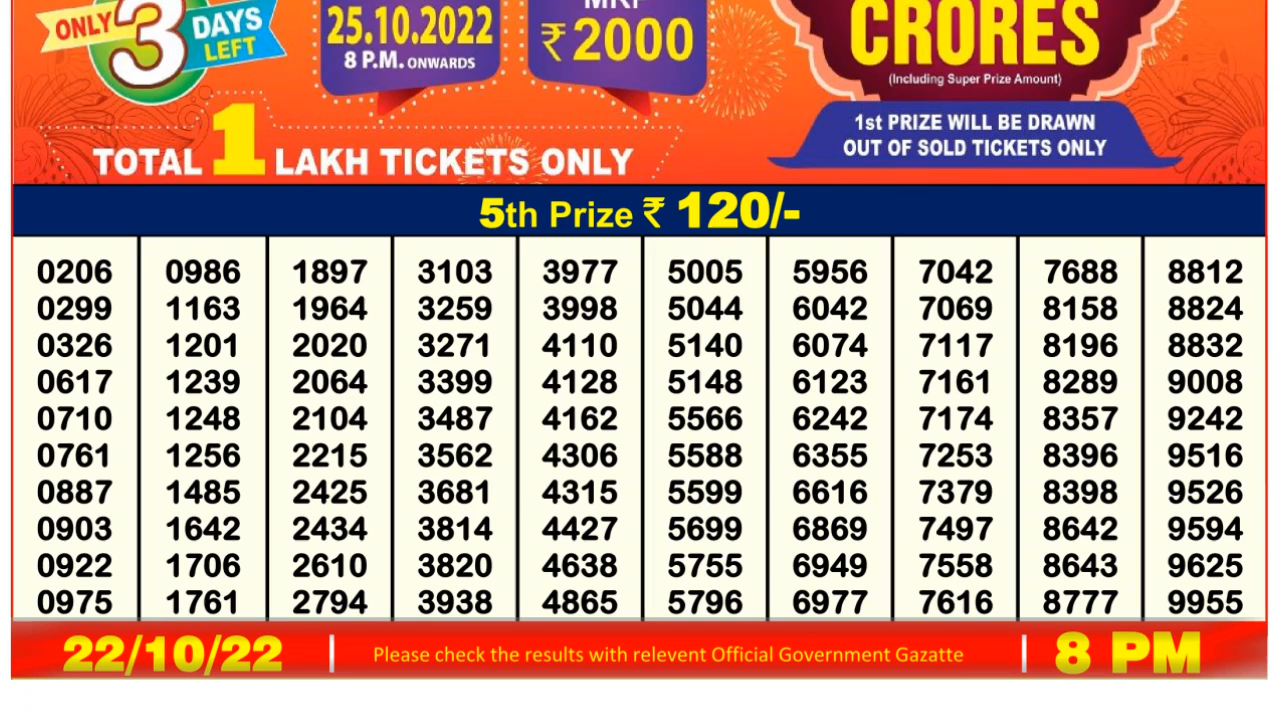 ONLY 3 DAYS LEFT
25.10.2022
8 P.M. ONWARDS
MRP
₹ 2000
CRORES
(Including Super Prize Amount)
1st PRIZE WILL BE DRAWN
OUT OF SOLD TICKETS ONLY
TOTAL 1 LAKH TICKETS ONLY
5th Prize ₹ 120/-
0206 0986 1897 3103 3977 5005 5956 7042 7688 8812
0299 1163 1964 3259 3998 5044 6042 7069 8158 8824
0326 1201 2020 3271 4110 5140 6074 7117 8196 8832
0617 1239 2064 3399 4128 5148 6123 7161 8289 9008
0710 1248 2104 3487 4162 5566 6242 7174 8357 9242
0761 1256 2215 3562 4306 5588 6355 7253 8396 9516
0887 1485 2425 3681 4315 5599 6616 7379 8398 9526
0903 1642 2434 3814 4427 5699 6869 7497 8642 9594
0922 1706 2610 3820 4638 5755 6949 7558 8643 9625
0975 1761 2794 3938 4865 5796 6977 7616 8777 9955
22/10/22 | Please check the results with relevent Official Government Gazatte | 8 PM